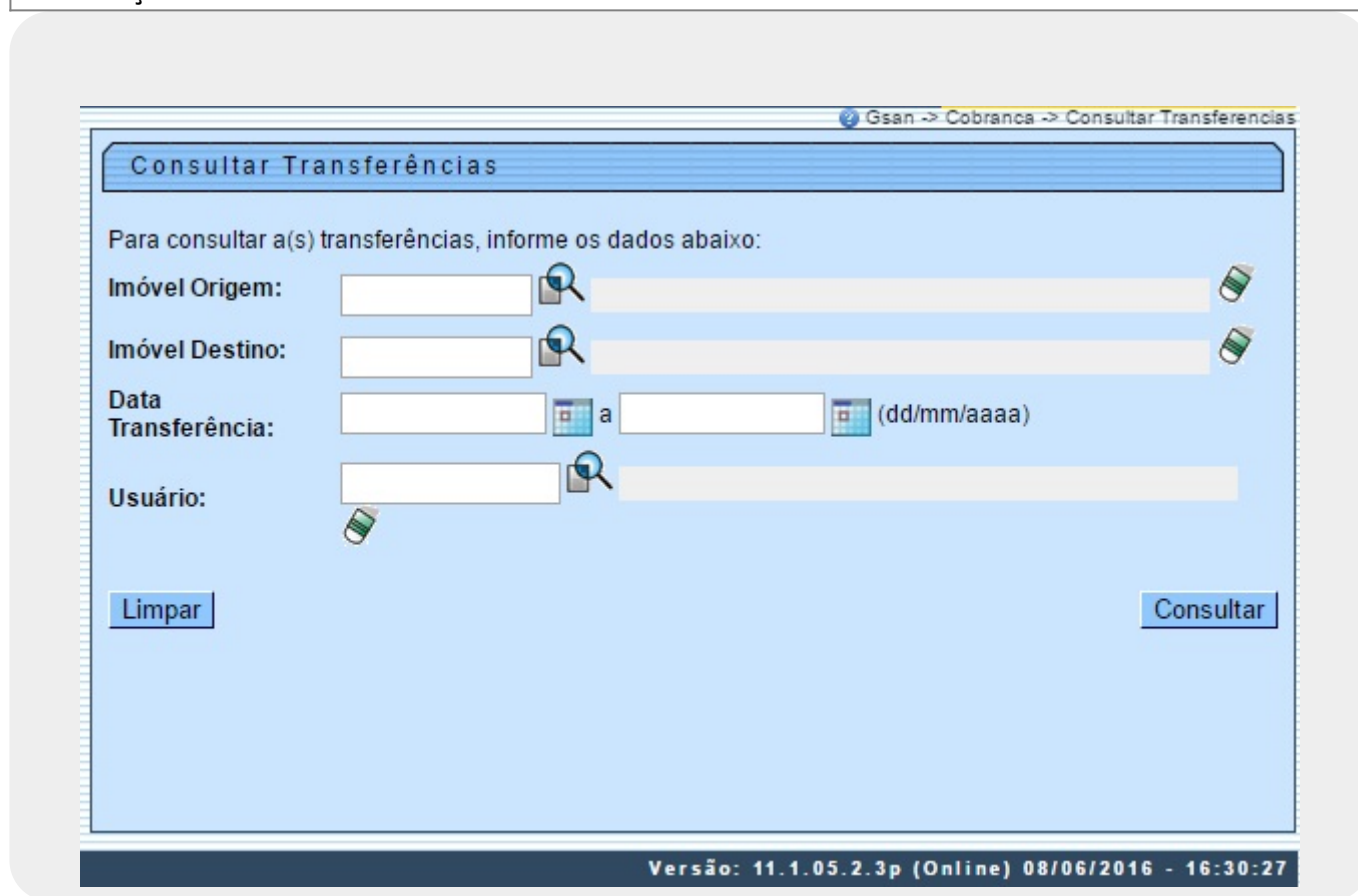 Gsan -> Cobranca -> Consultar Transferencias
Consultar Transferências
Para consultar a(s) transferências, informe os dados abaixo:
Imóvel Origem:
Imóvel Destino:
Data
Transferência:
a
(dd/mm/aaaa)
Usuário:
Limpar
Consultar
Versão: 11.1.05.2.3p (Online) 08/06/2016 - 16:30:27